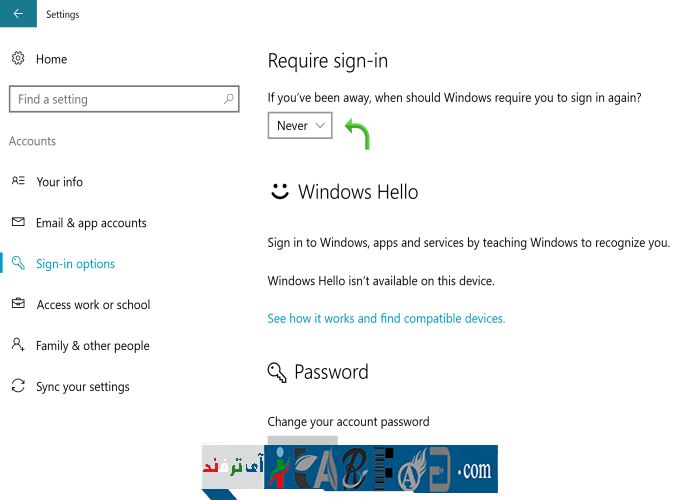 Settings
Home
Find a setting
Accounts
Your info
Email & app accounts
Sign-in options
Access work or school
Family & other people
Sync your settings
Require sign-in
If you've been away, when should Windows require you to sign in again?
Never
Windows Hello
Sign in to Windows, apps and services by teaching Windows to recognize you.
Windows Hello isn't available on this device.
See how it works and find compatible devices.
Password
Change your account password
آی ترفند
.com